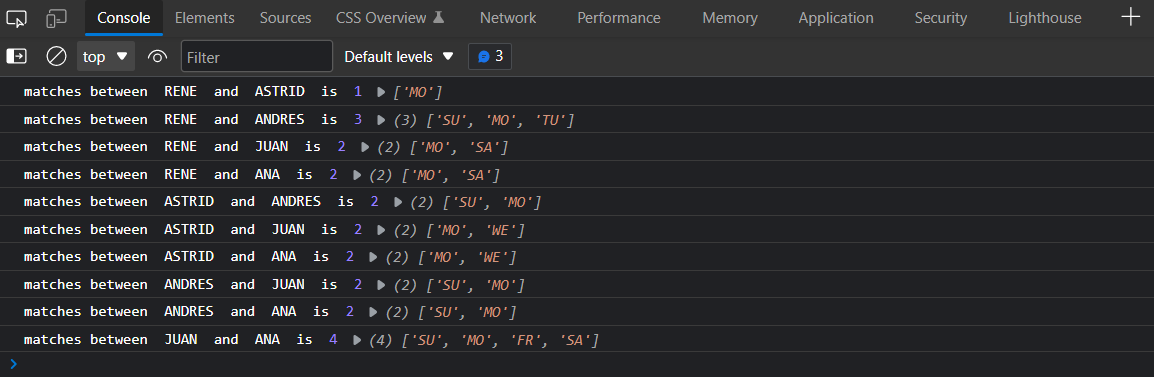 Console Elements Sources CSS Overview Network Performance Memory Application Security Lighthouse
top Filter Default levels 3
matches between RENE and ASTRID is 1 ['MO']
matches between RENE and ANDRES is 3 (3) ['SU', 'MO', 'TU']
matches between RENE and JUAN is 2 (2) ['MO', 'SA']
matches between RENE and ANA is 2 (2) ['MO', 'SA']
matches between ASTRID and ANDRES is 2 (2) ['SU', 'MO']
matches between ASTRID and JUAN is 2 (2) ['MO', 'WE']
matches between ASTRID and ANA is 2 (2) ['MO', 'WE']
matches between ANDRES and JUAN is 2 (2) ['SU', 'MO']
matches between ANDRES and ANA is 2 (2) ['SU', 'MO']
matches between JUAN and ANA is 4 (4) ['SU', 'MO', 'FR', 'SA']